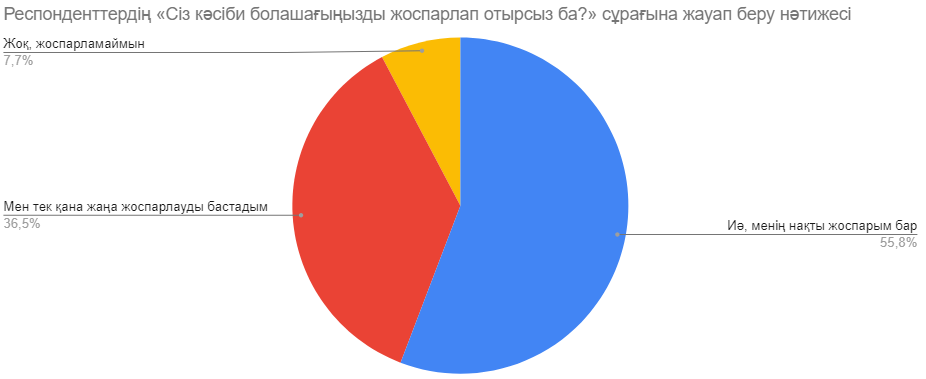 Респонденттердің «Сіз кәсіби болашағыңызды жоспарлап отырсыз ба?» сұрағына жауап беру нәтижесі
Жоқ, жоспарламаймын
7,7%
Мен тек қана жаңа жоспарлауды бастадым
36,5%
Иә, менің нақты жоспарым бар
55,8%